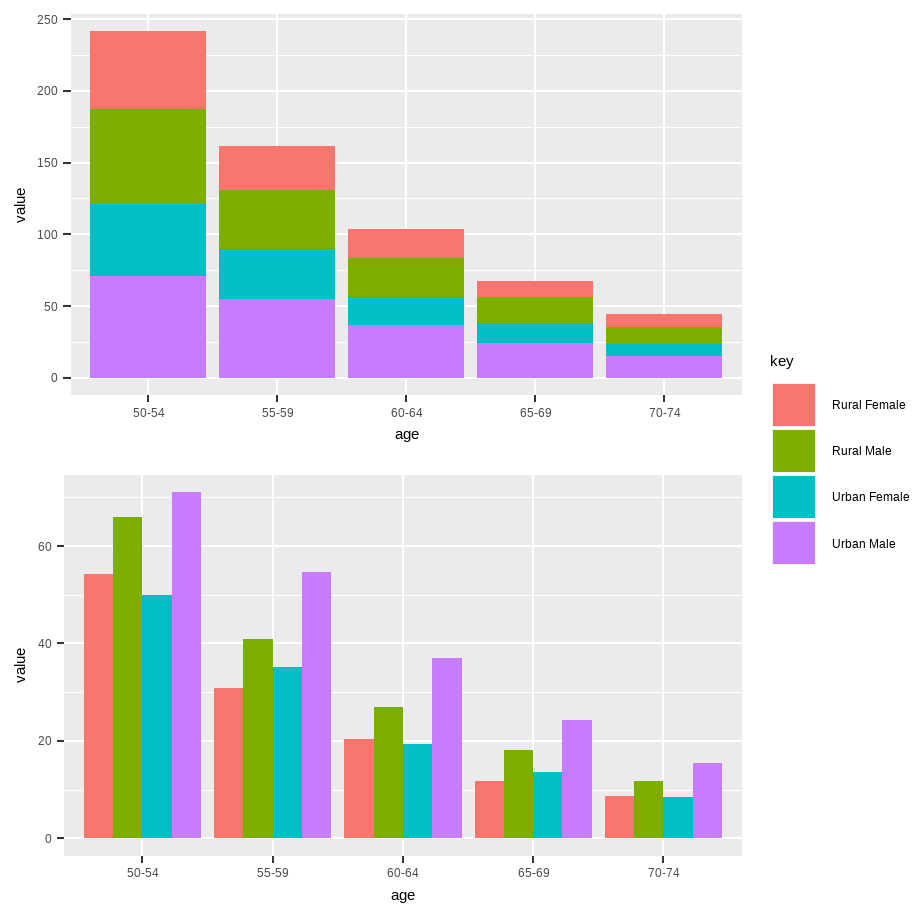 250
200
150
100
50
0
value
50-54 55-59 60-64 65-69 70-74
age
60
40
20
0
value
50-54 55-59 60-64 65-69 70-74
age
key
Rural Female
Rural Male
Urban Female
Urban Male